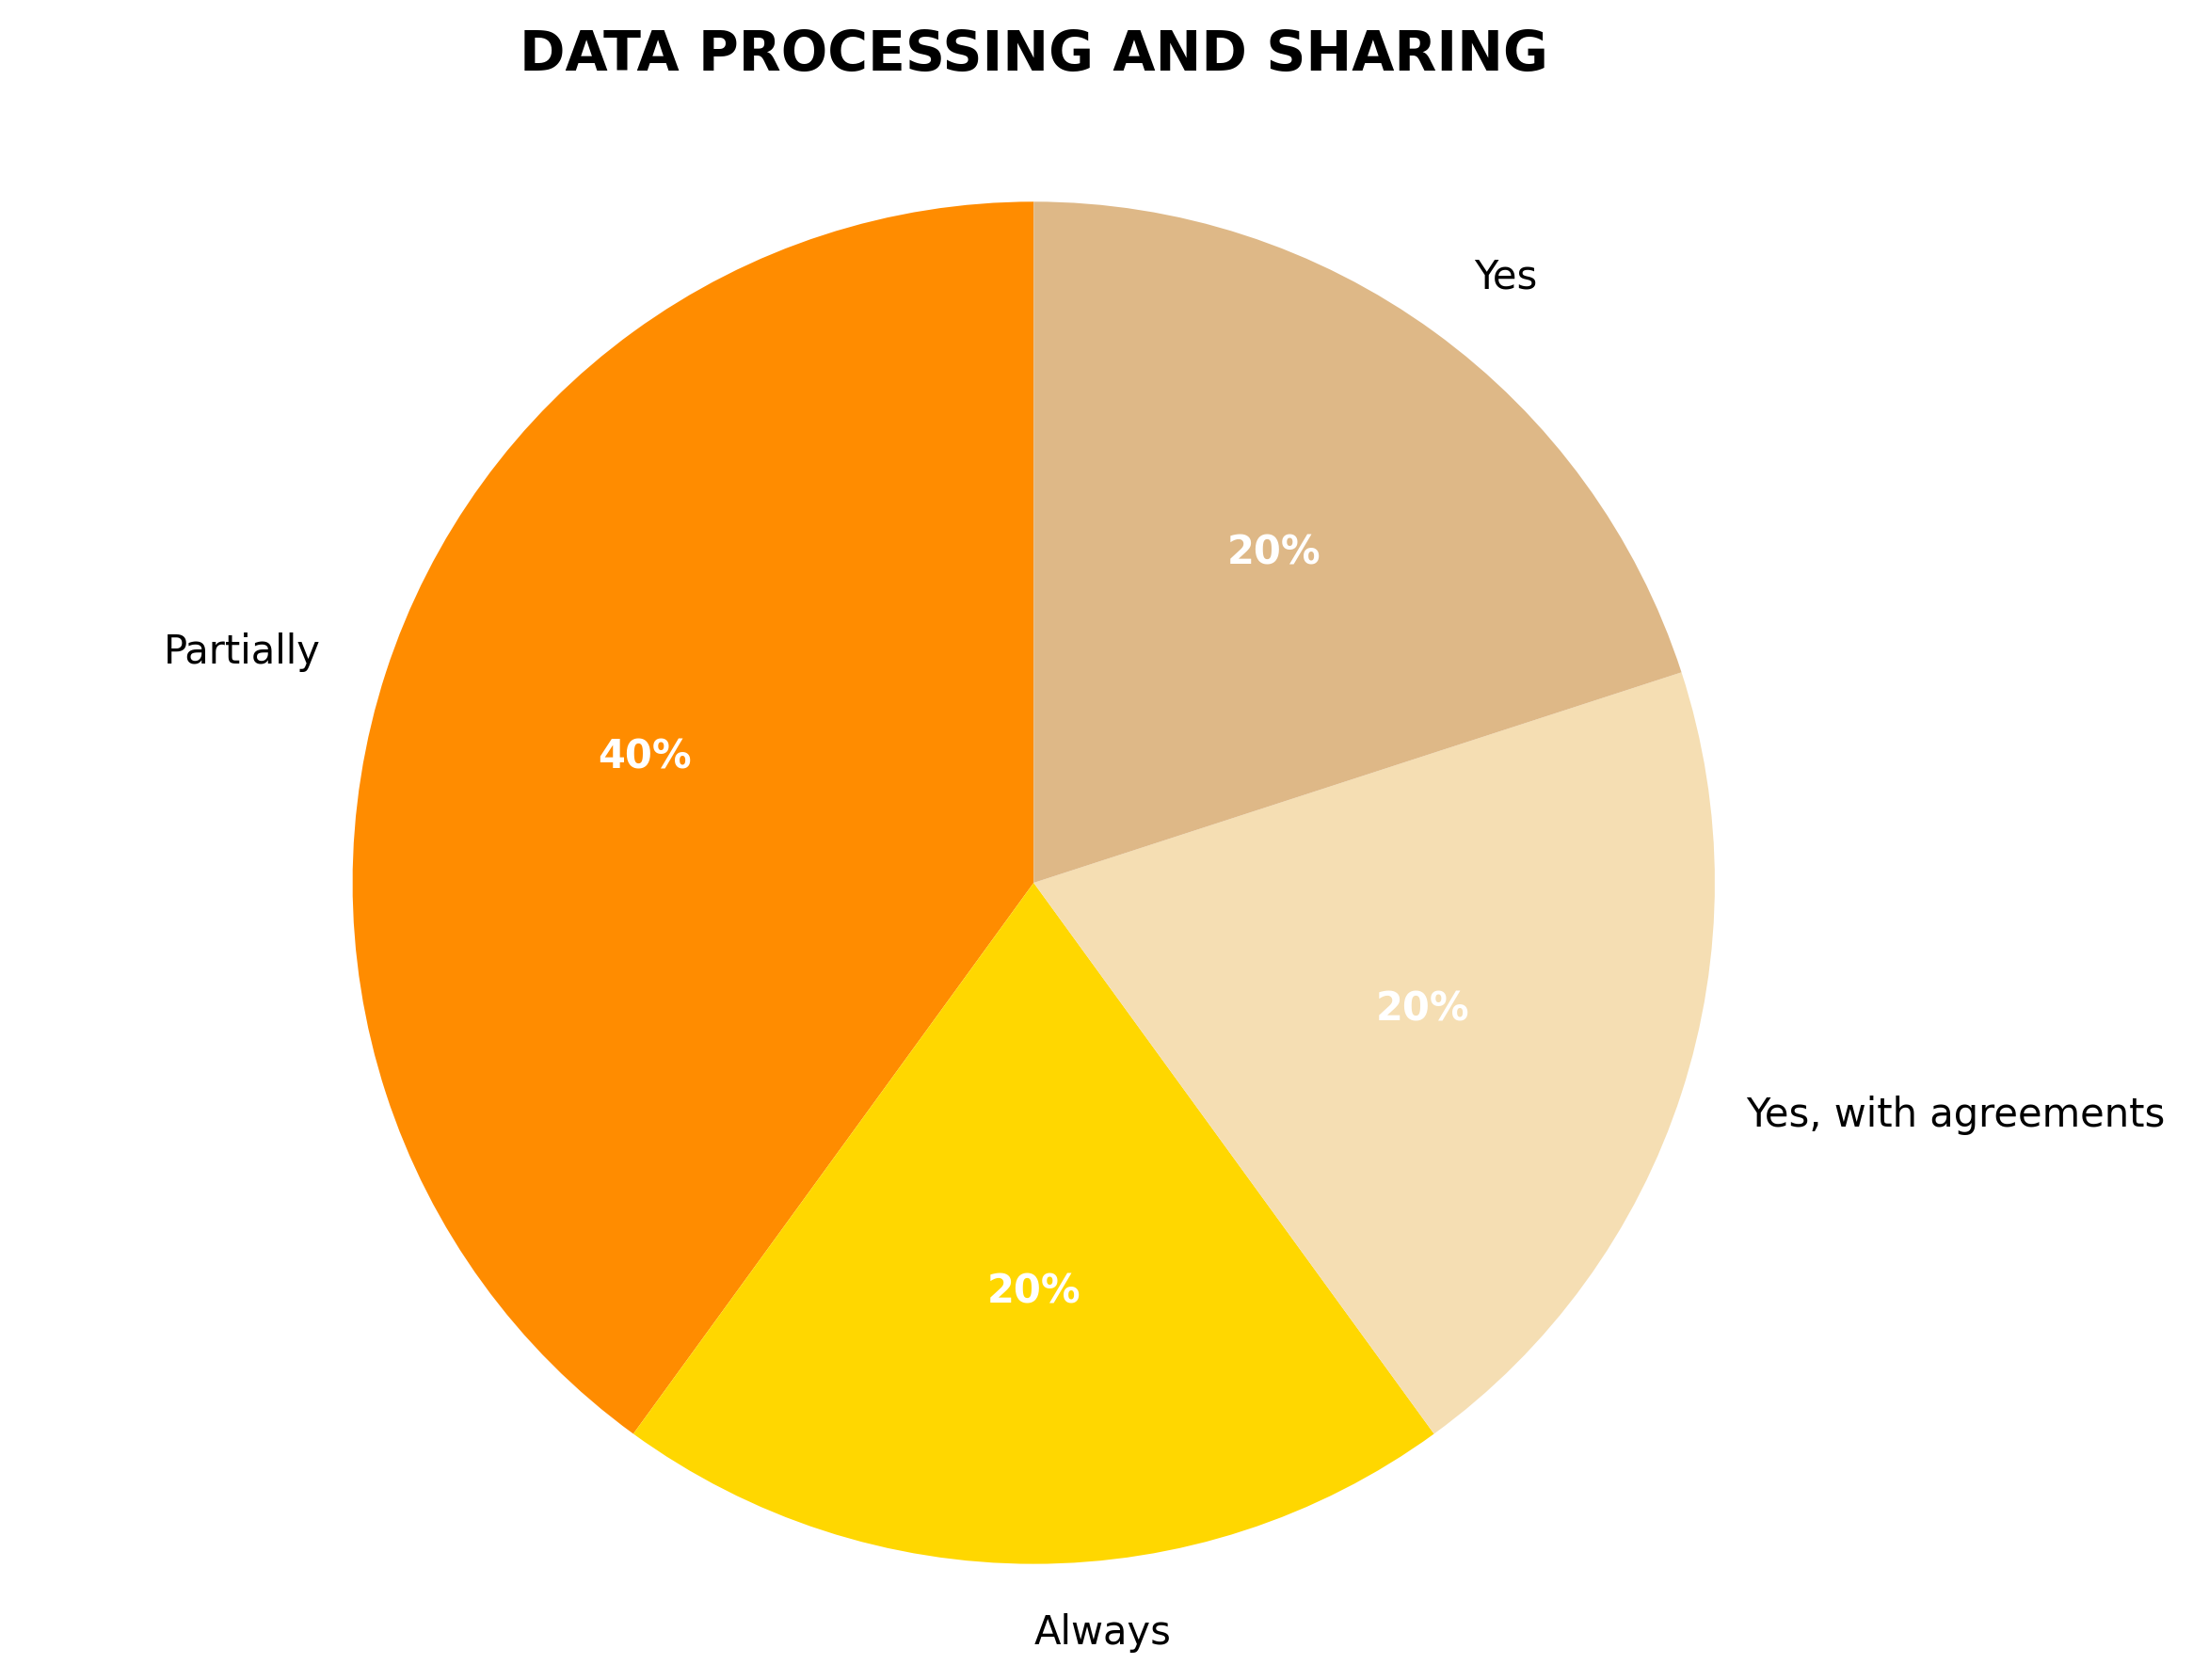 DATA PROCESSING AND SHARING
Yes
20%
Partially
40%
20%
Yes, with agreements
20%
Always